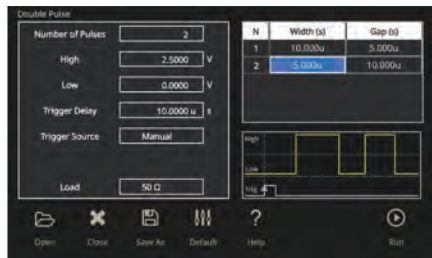 Double Pulse
Number of Pulses 2
High 2.5000 V
Low 0.0000 V
Trigger Delay 10.0000 u s
Trigger Source Manual
Load 50 Ω
N Width (s) Gap (s)
1 10.000u 5.000u
2 5.000u 10.000u
High
Low
Trig
Open Close Save As Default Help Run